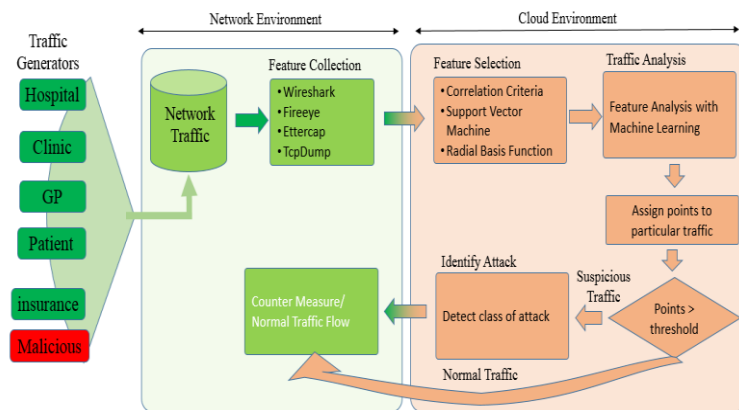 Network Environment
Cloud Environment
Traffic
Generators
Hospital
Clinic
GP
Patient
insurance
Malicious
Network
Traffic
Feature Collection
•Wireshark
•Fireeye
•Ettercap
•TcpDump
Feature Selection
•Correlation Criteria
•Support Vector
Machine
•Radial Basis Function
Traffic Analysis
Feature Analysis with
Machine Learning
Assign points to
particular traffic
Points >
threshold
Suspicious
Traffic
Identify Attack
Detect class of attack
Counter Measure/
Normal Traffic Flow
Normal Traffic